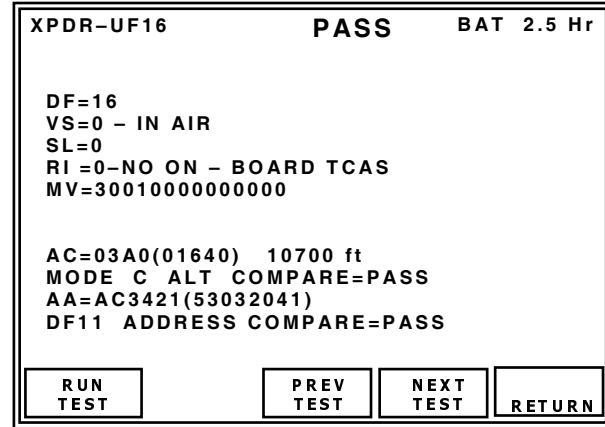 XPDR–UF16 PASS BAT 2.5 Hr
DF=16
VS=0 – IN AIR
SL=0
RI =0–NO ON – BOARD TCAS
MV=30010000000000
AC=03A0(01640) 10700 ft
MODE C ALT COMPARE=PASS
AA=AC3421(53032041)
DF11 ADDRESS COMPARE=PASS
RUN TEST
PREV TEST
NEXT TEST
RETURN